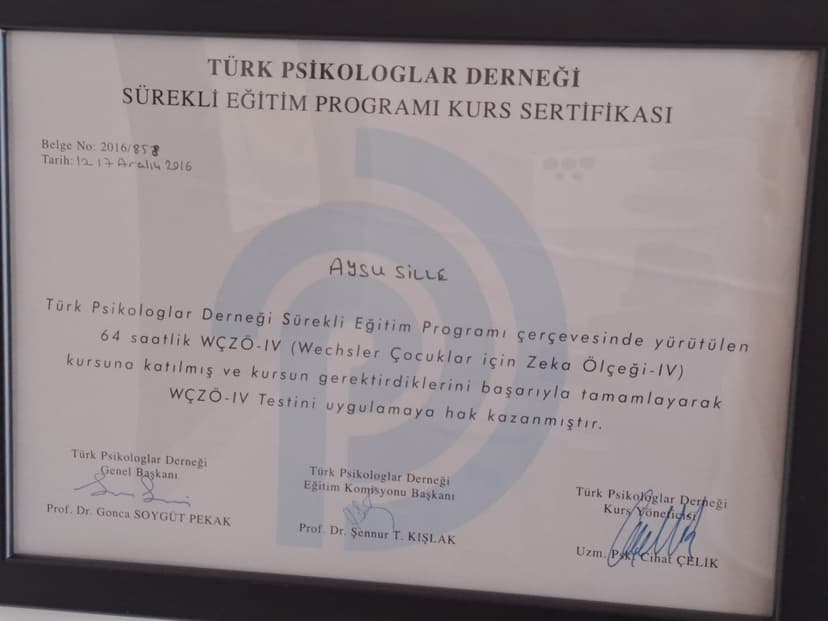 TÜRK PSİKOLOGLAR DERNEĞİ
SÜREKLİ EĞİTİM PROGRAMI KURS SERTİFİKASI
Belge No: 2016/858
Tarih: 12 17 Aralık 2016
AYSU SİLLE
Türk Psikologlar Derneği Sürekli Eğitim Programı çerçevesinde yürütülen
64 saatlik WÇZÖ-IV (Wechsler Çocuklar için Zeka Ölçeği-IV)
kursuna katılmış ve kursun gerektirdiklerini başarıyla tamamlayarak
WÇZÖ-IV Testini uygulamaya hak kazanmıştır.
Türk Psikologlar Derneği
Genel Başkanı
Prof. Dr. Gonca SOYGÜT PEKAK
Türk Psikologlar Derneği
Eğitim Komisyonu Başkanı
Prof. Dr. Şennur T. KIŞLAK
Türk Psikologlar Derneği
Kurs Yöneticisi
Uzm. Psk. Cihat ÇELİK